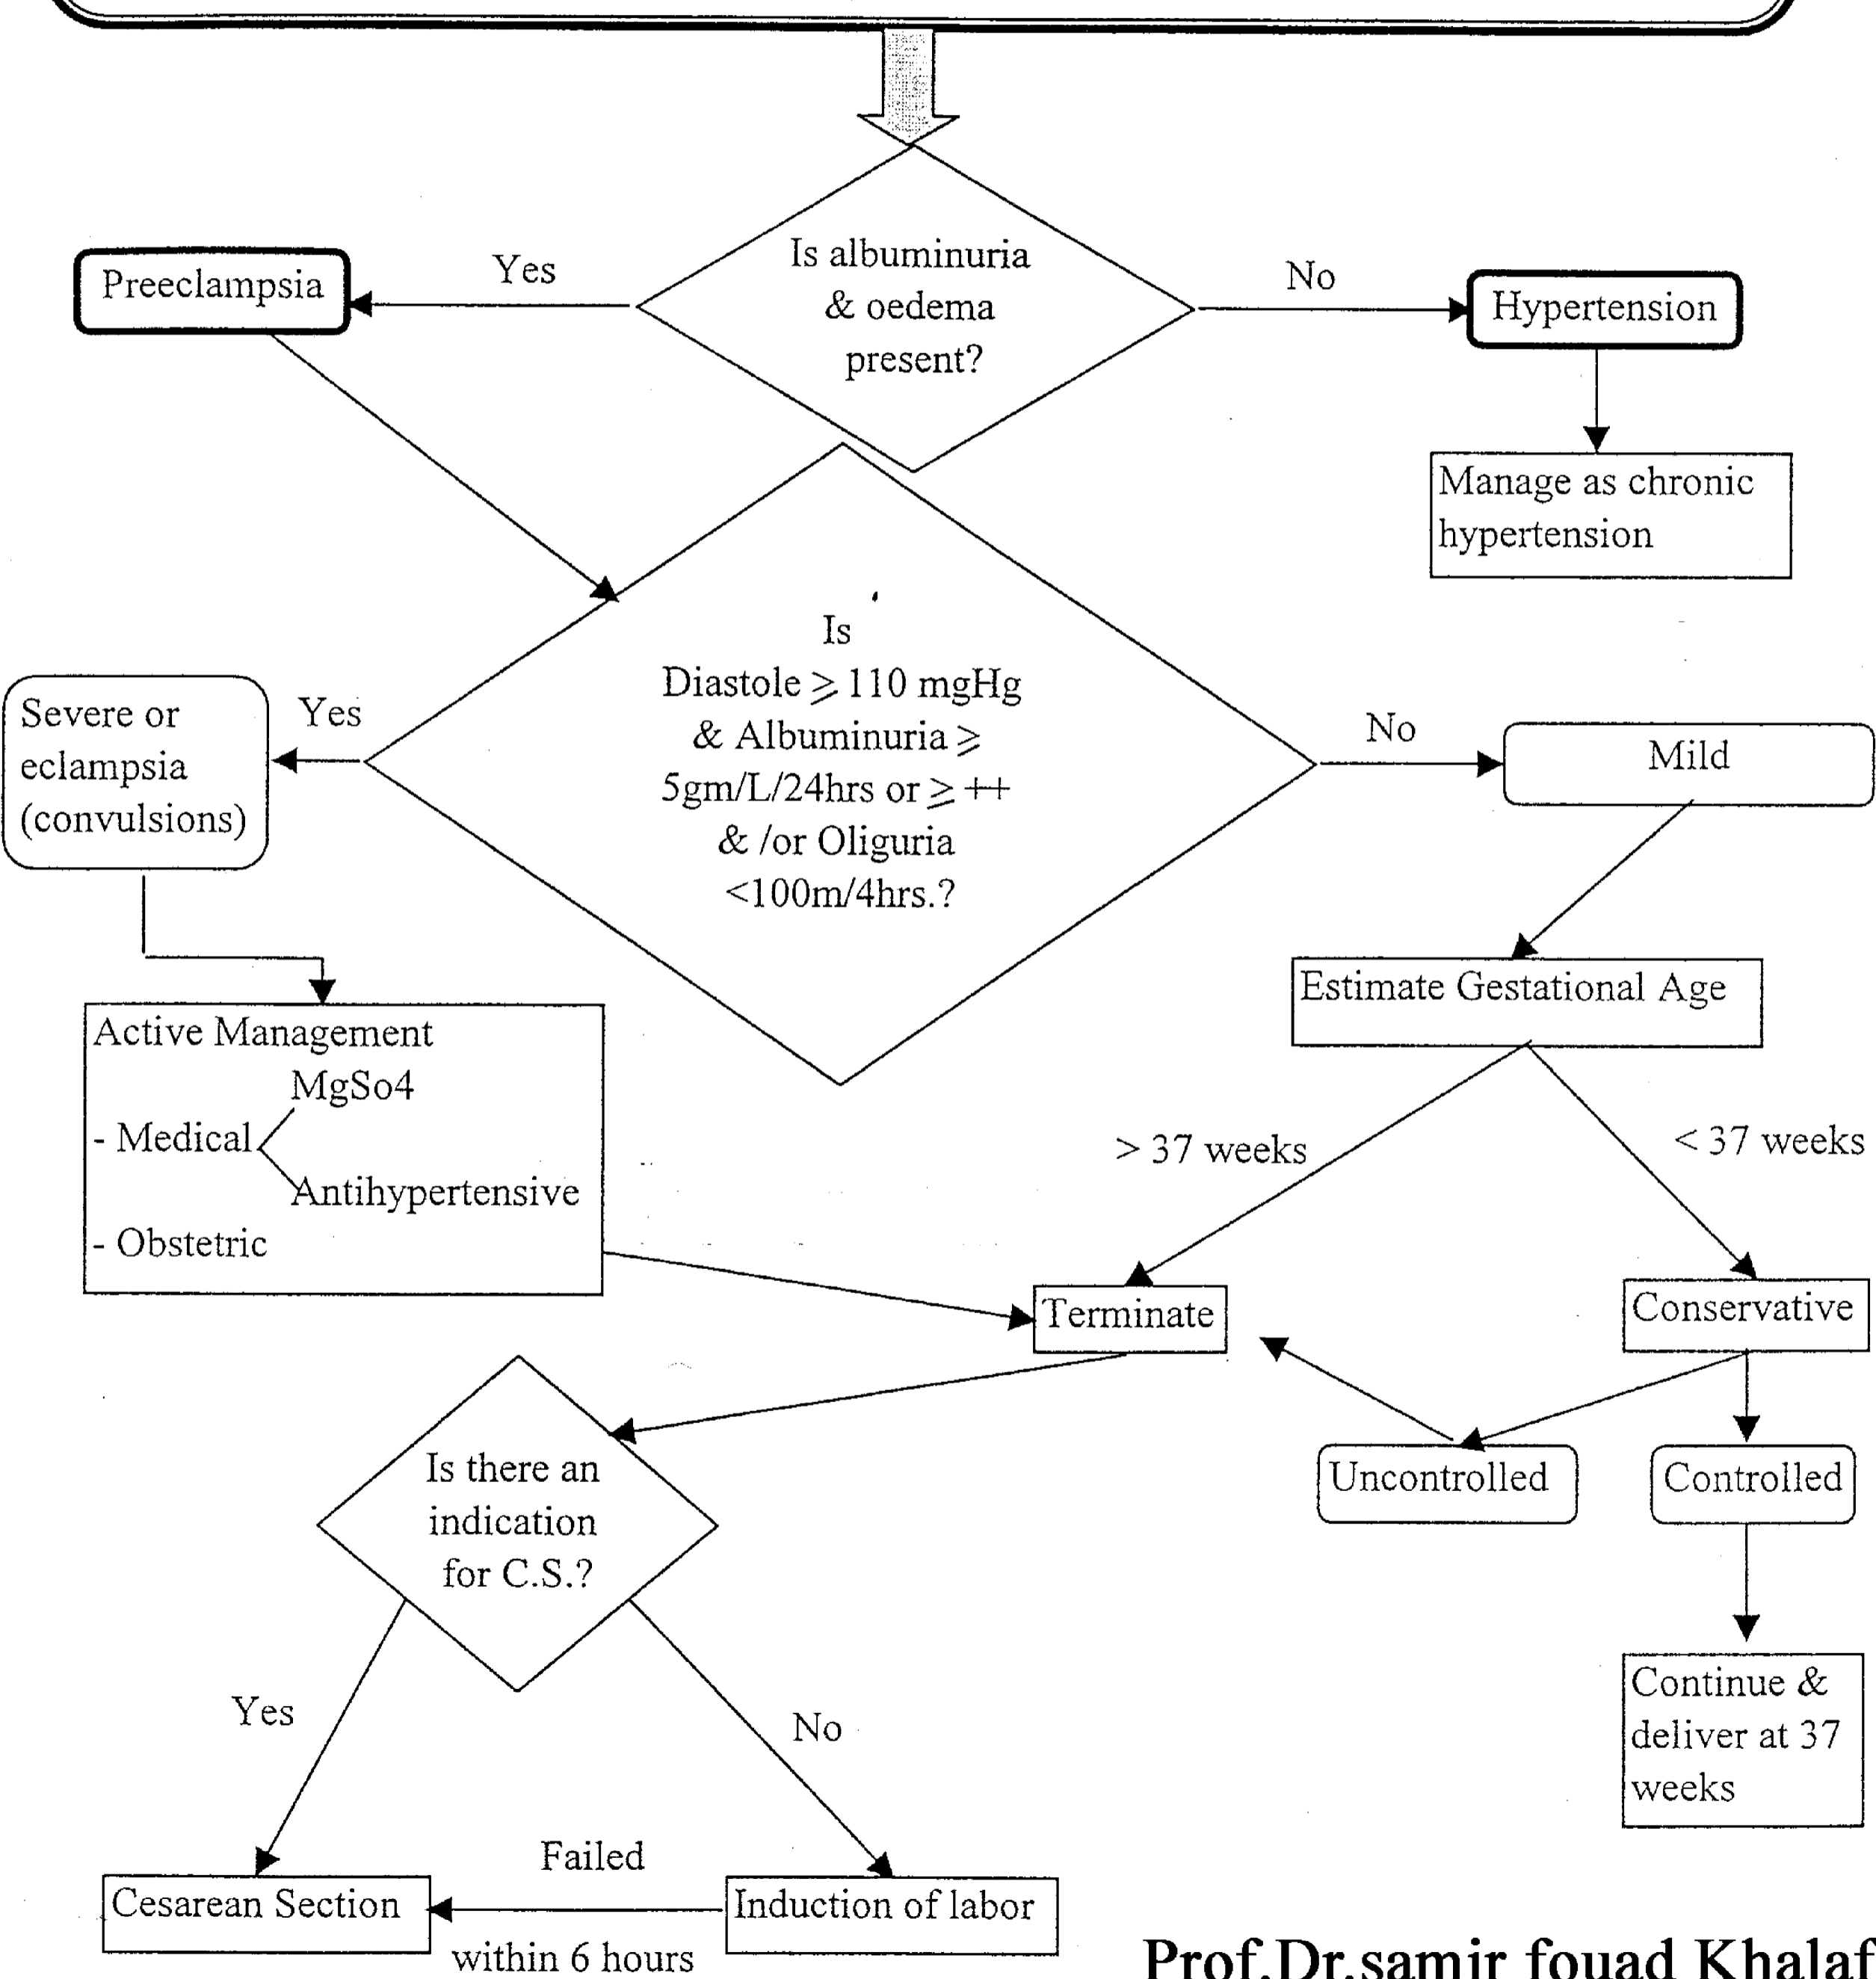 Is albuminuria
& oedema
present?
Yes
No
Preeclampsia
Hypertension
Manage as chronic
hypertension
Is
Diastole ≥ 110 mgHg
& Albuminuria ≥
5gm/L/24hrs or ≥ ++
& /or Oliguria
<100m/4hrs.?
Yes
No
Severe or
eclampsia
(convulsions)
Mild
Estimate Gestational Age
Active Management
MgSo4
- Medical
Antihypertensive
- Obstetric
> 37 weeks
< 37 weeks
Terminate
Conservative
Uncontrolled
Controlled
Is there an
indication
for C.S.?
Continue &
deliver at 37
weeks
Yes
No
Failed
Cesarean Section
Induction of labor
within 6 hours
Prof.Dr.samir fouad Khalaf